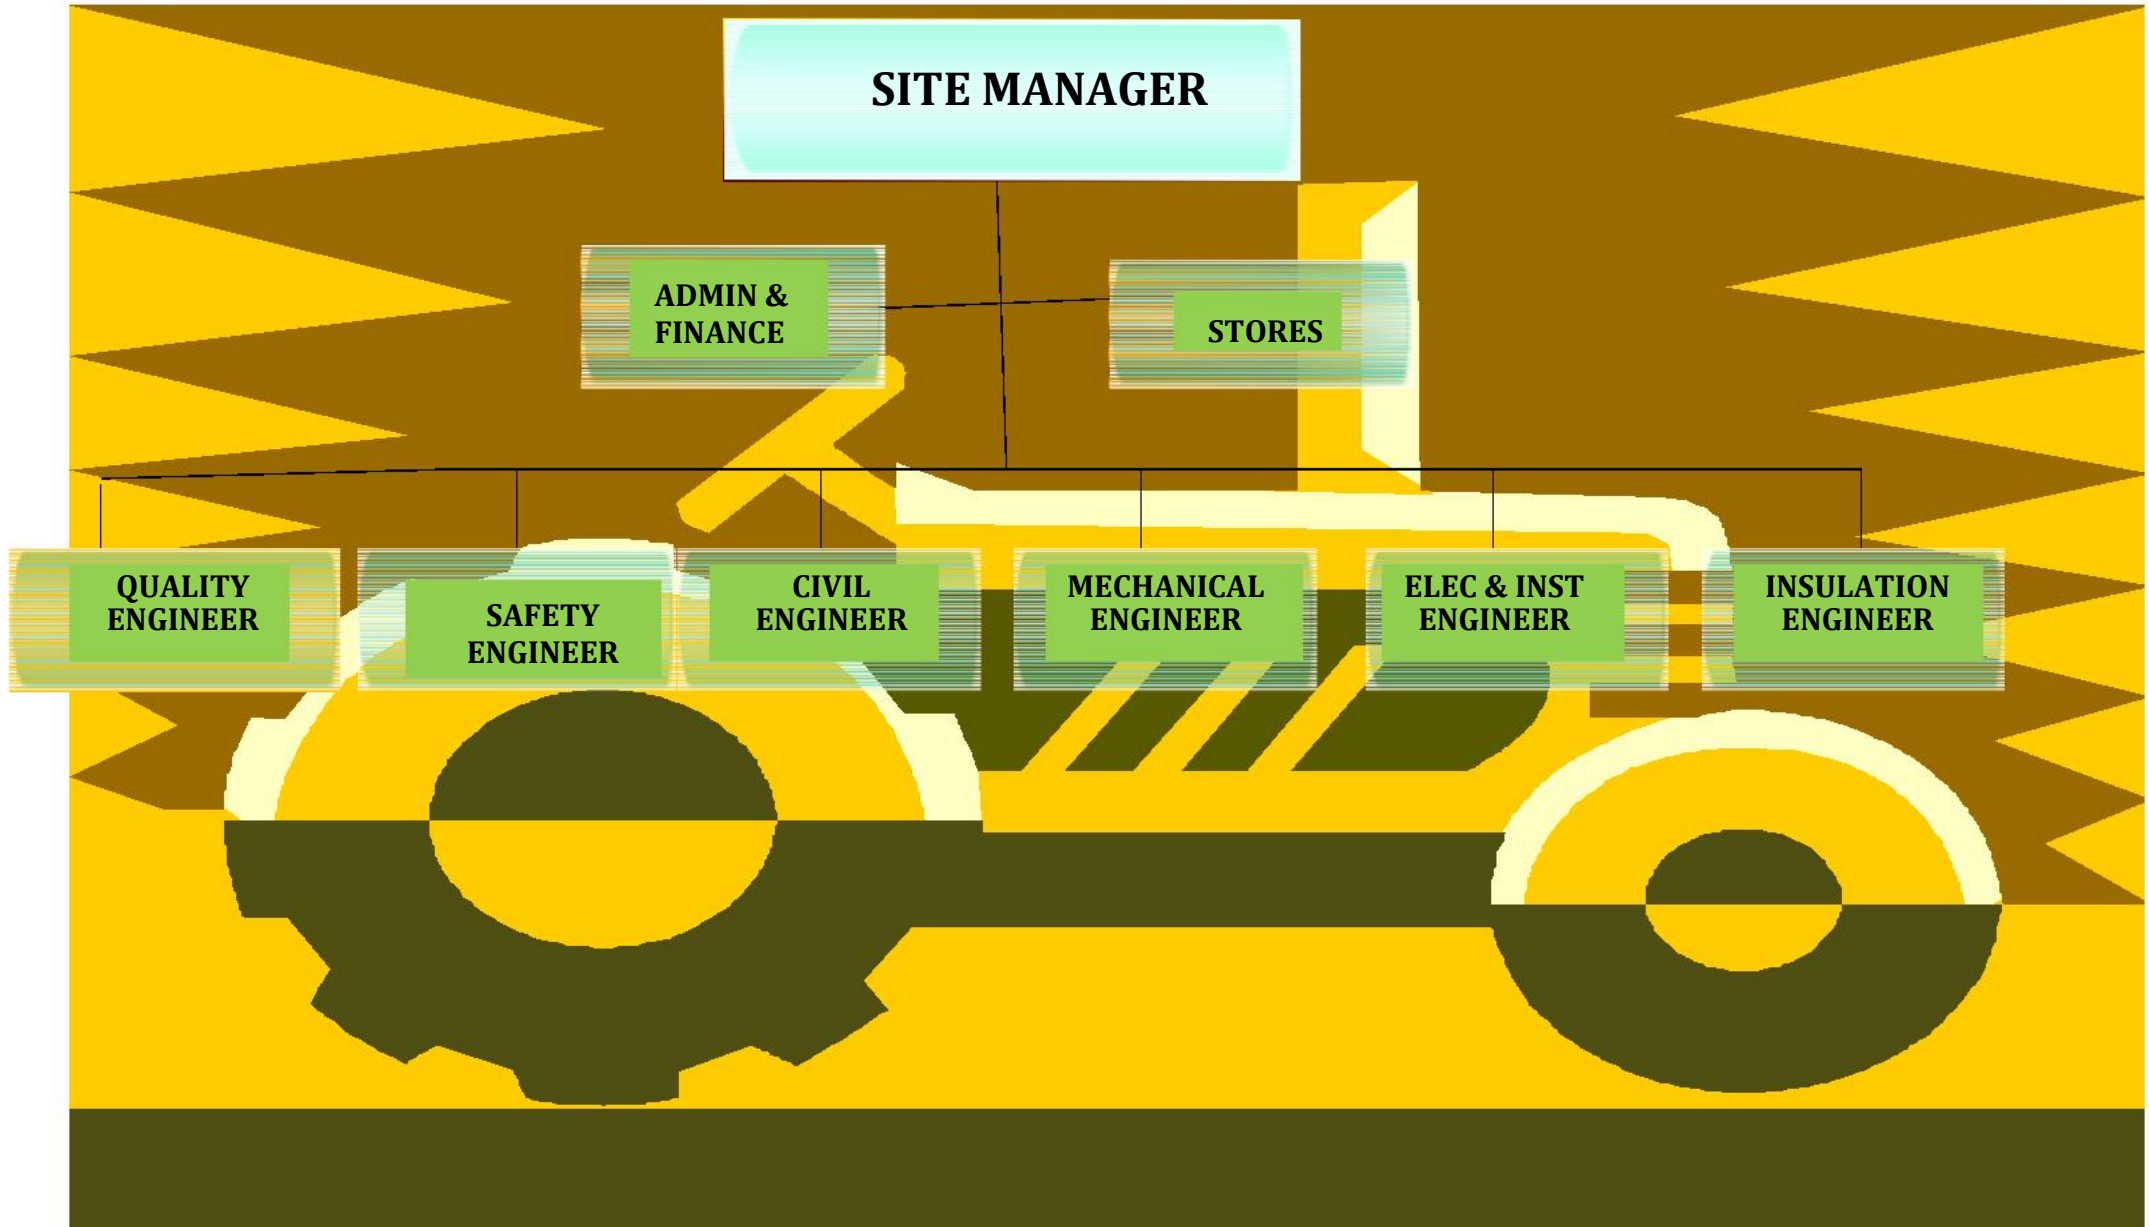 SITE MANAGER
ADMIN &
FINANCE
STORES
QUALITY
ENGINEER
SAFETY
ENGINEER
CIVIL
ENGINEER
MECHANICAL
ENGINEER
ELEC & INST
ENGINEER
INSULATION
ENGINEER